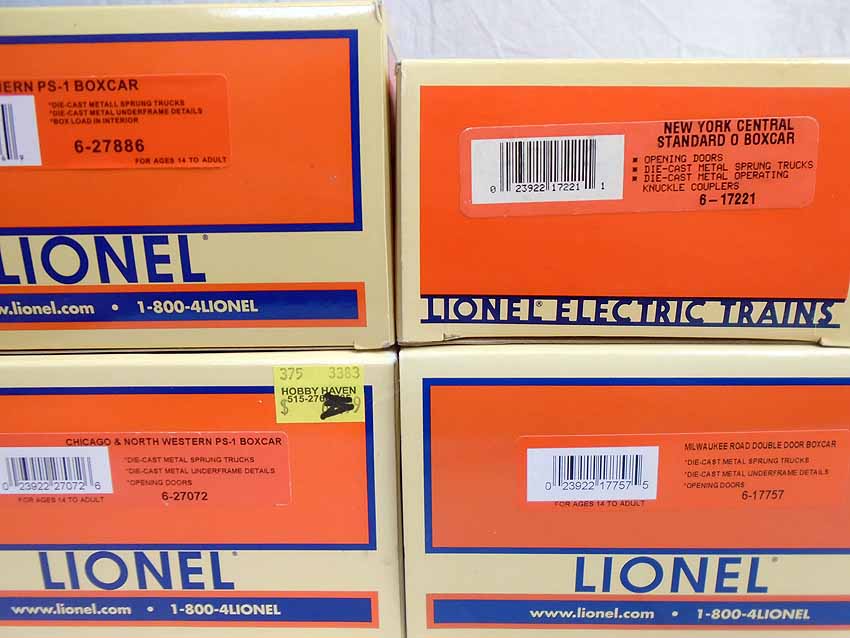 ERN PS-1 BOXCAR
*DIE-CAST METALL SPRUNG TRUCKS
*DIE-CAST METAL UNDERFRAME DETAILS
*BOX LOAD IN INTERIOR
6-27886
FOR AGES 14 TO ADULT
LIONEL
w.lionel.com • 1-800-4LIONEL
NEW YORK CENTRAL
STANDARD O BOXCAR
■ OPENING DOORS
■ DIE-CAST METAL SPRUNG TRUCKS
■ DIE-CAST METAL OPERATING
KNUCKLE COUPLERS
6-17221
0 23922 17221 1
LIONEL® ELECTRIC TRAINS
375 3383
HOBBY HAVEN
$
CHICAGO & NORTH WESTERN PS-1 BOXCAR
*DIE-CAST METAL SPRUNG TRUCKS
*DIE-CAST METAL UNDERFRAME DETAILS
*OPENING DOORS
6-27072
0 23922 27072 6
FOR AGES 14 TO ADULT
LIONEL®
www.lionel.com • 1-800-4LIONEL
MILWAUKEE ROAD DOUBLE DOOR BOXCAR
*DIE-CAST METAL SPRUNG TRUCKS
*DIE-CAST METAL UNDERFRAME DETAILS
*OPENING DOORS
6-17757
0 23922 17757 5
FOR AGES 14 TO ADULT
LIONEL®
www.lionel.com • 1-800-4LIONEL